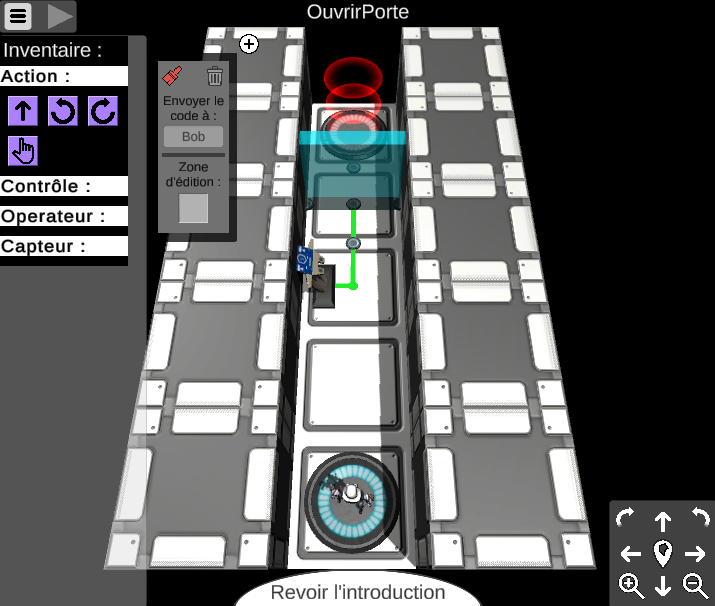 OuvrirPorte
Inventaire :
Action :
Contrôle :
Operateur :
Capteur :
Envoyer le
code à :
Bob
Zone
d'édition :
Revoir l'introduction